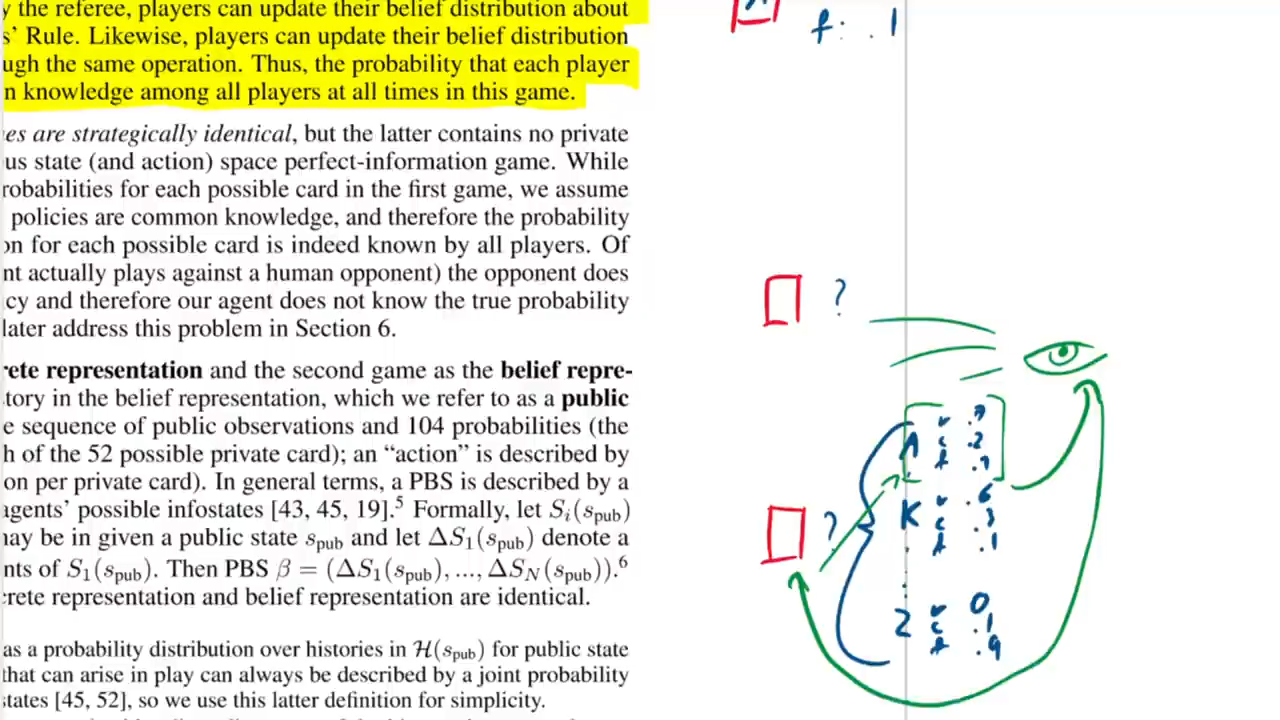 y the referee, players can update their belief distribution about
s’ Rule. Likewise, players can update their belief distribution
ugh the same operation. Thus, the probability that each player
n knowledge among all players at all times in this game.
es are strategically identical, but the latter contains no private
us state (and action) space perfect-information game. While
robabilities for each possible card in the first game, we assume
policies are common knowledge, and therefore the probability
on for each possible card is indeed known by all players. Of
nt actually plays against a human opponent) the opponent does
cy and therefore our agent does not know the true probability
later address this problem in Section 6.
rete representation and the second game as the belief repre-
tory in the belief representation, which we refer to as a public
e sequence of public observations and 104 probabilities (the
h of the 52 possible private card); an “action” is described by
on per private card). In general terms, a PBS is described by a
agents’ possible infostates [43, 45, 19].⁵ Formally, let Sᵢ(s_pub)
nay be in given a public state s_pub and let ΔS₁(s_pub) denote a
nts of S₁(s_pub). Then PBS β = (ΔS₁(s_pub), ..., ΔS_N(s_pub)).⁶
crete representation and belief representation are identical.
as a probability distribution over histories in H(s_pub) for public state
that can arise in play can always be described by a joint probability
states [45, 52], so we use this latter definition for simplicity.
f: .1
?
?
A
c .2
K
.6
c .3
.1
2
0
c .1
.9